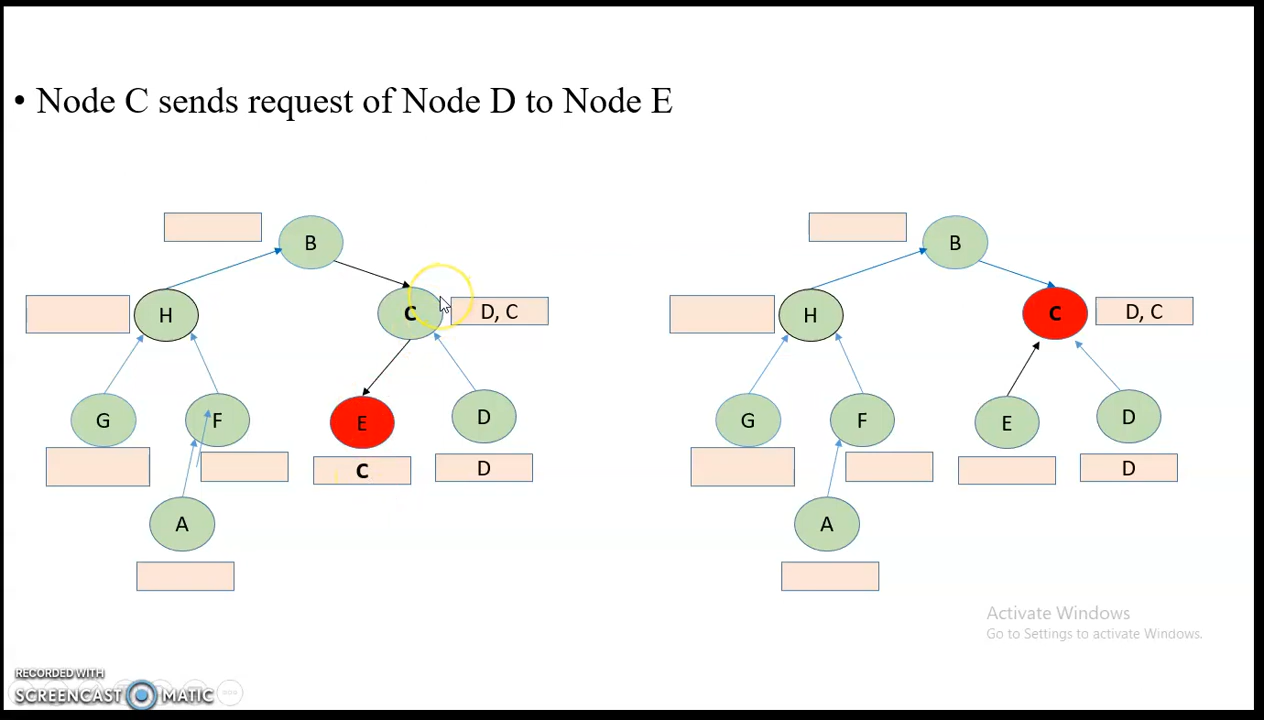 • Node C sends request of Node D to Node E
B
B
H
C
D, C
H
C
D, C
G
F
E
D
G
F
E
D
C
D
D
A
A
Activate Windows
Go to Settings to activate Windows.
RECORDED WITH
SCREENCAST MATIC